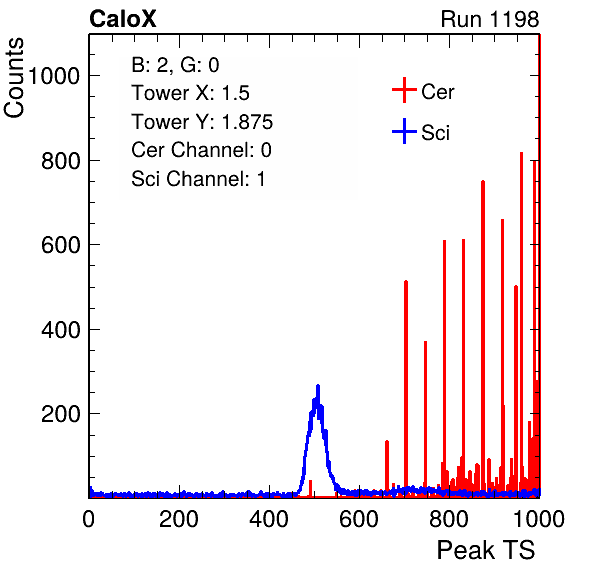 CaloX
Run 1198
Counts
B: 2, G: 0
Tower X: 1.5
Tower Y: 1.875
Cer Channel: 0
Sci Channel: 1
Cer
Sci
1000
800
600
400
200
0 200 400 600 800 1000
Peak TS